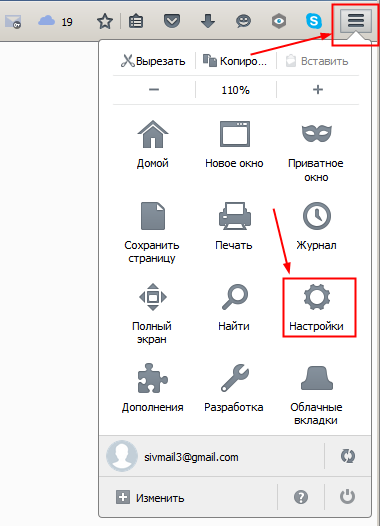 19
Вырезать Копиро... Вставить
110%
Домой Новое окно Приватное
окно
Сохранить Печать Журнал
страницу
Полный Найти Настройки
экран
Дополнения Разработка Облачные
вкладки
sivmail3@gmail.com
Изменить